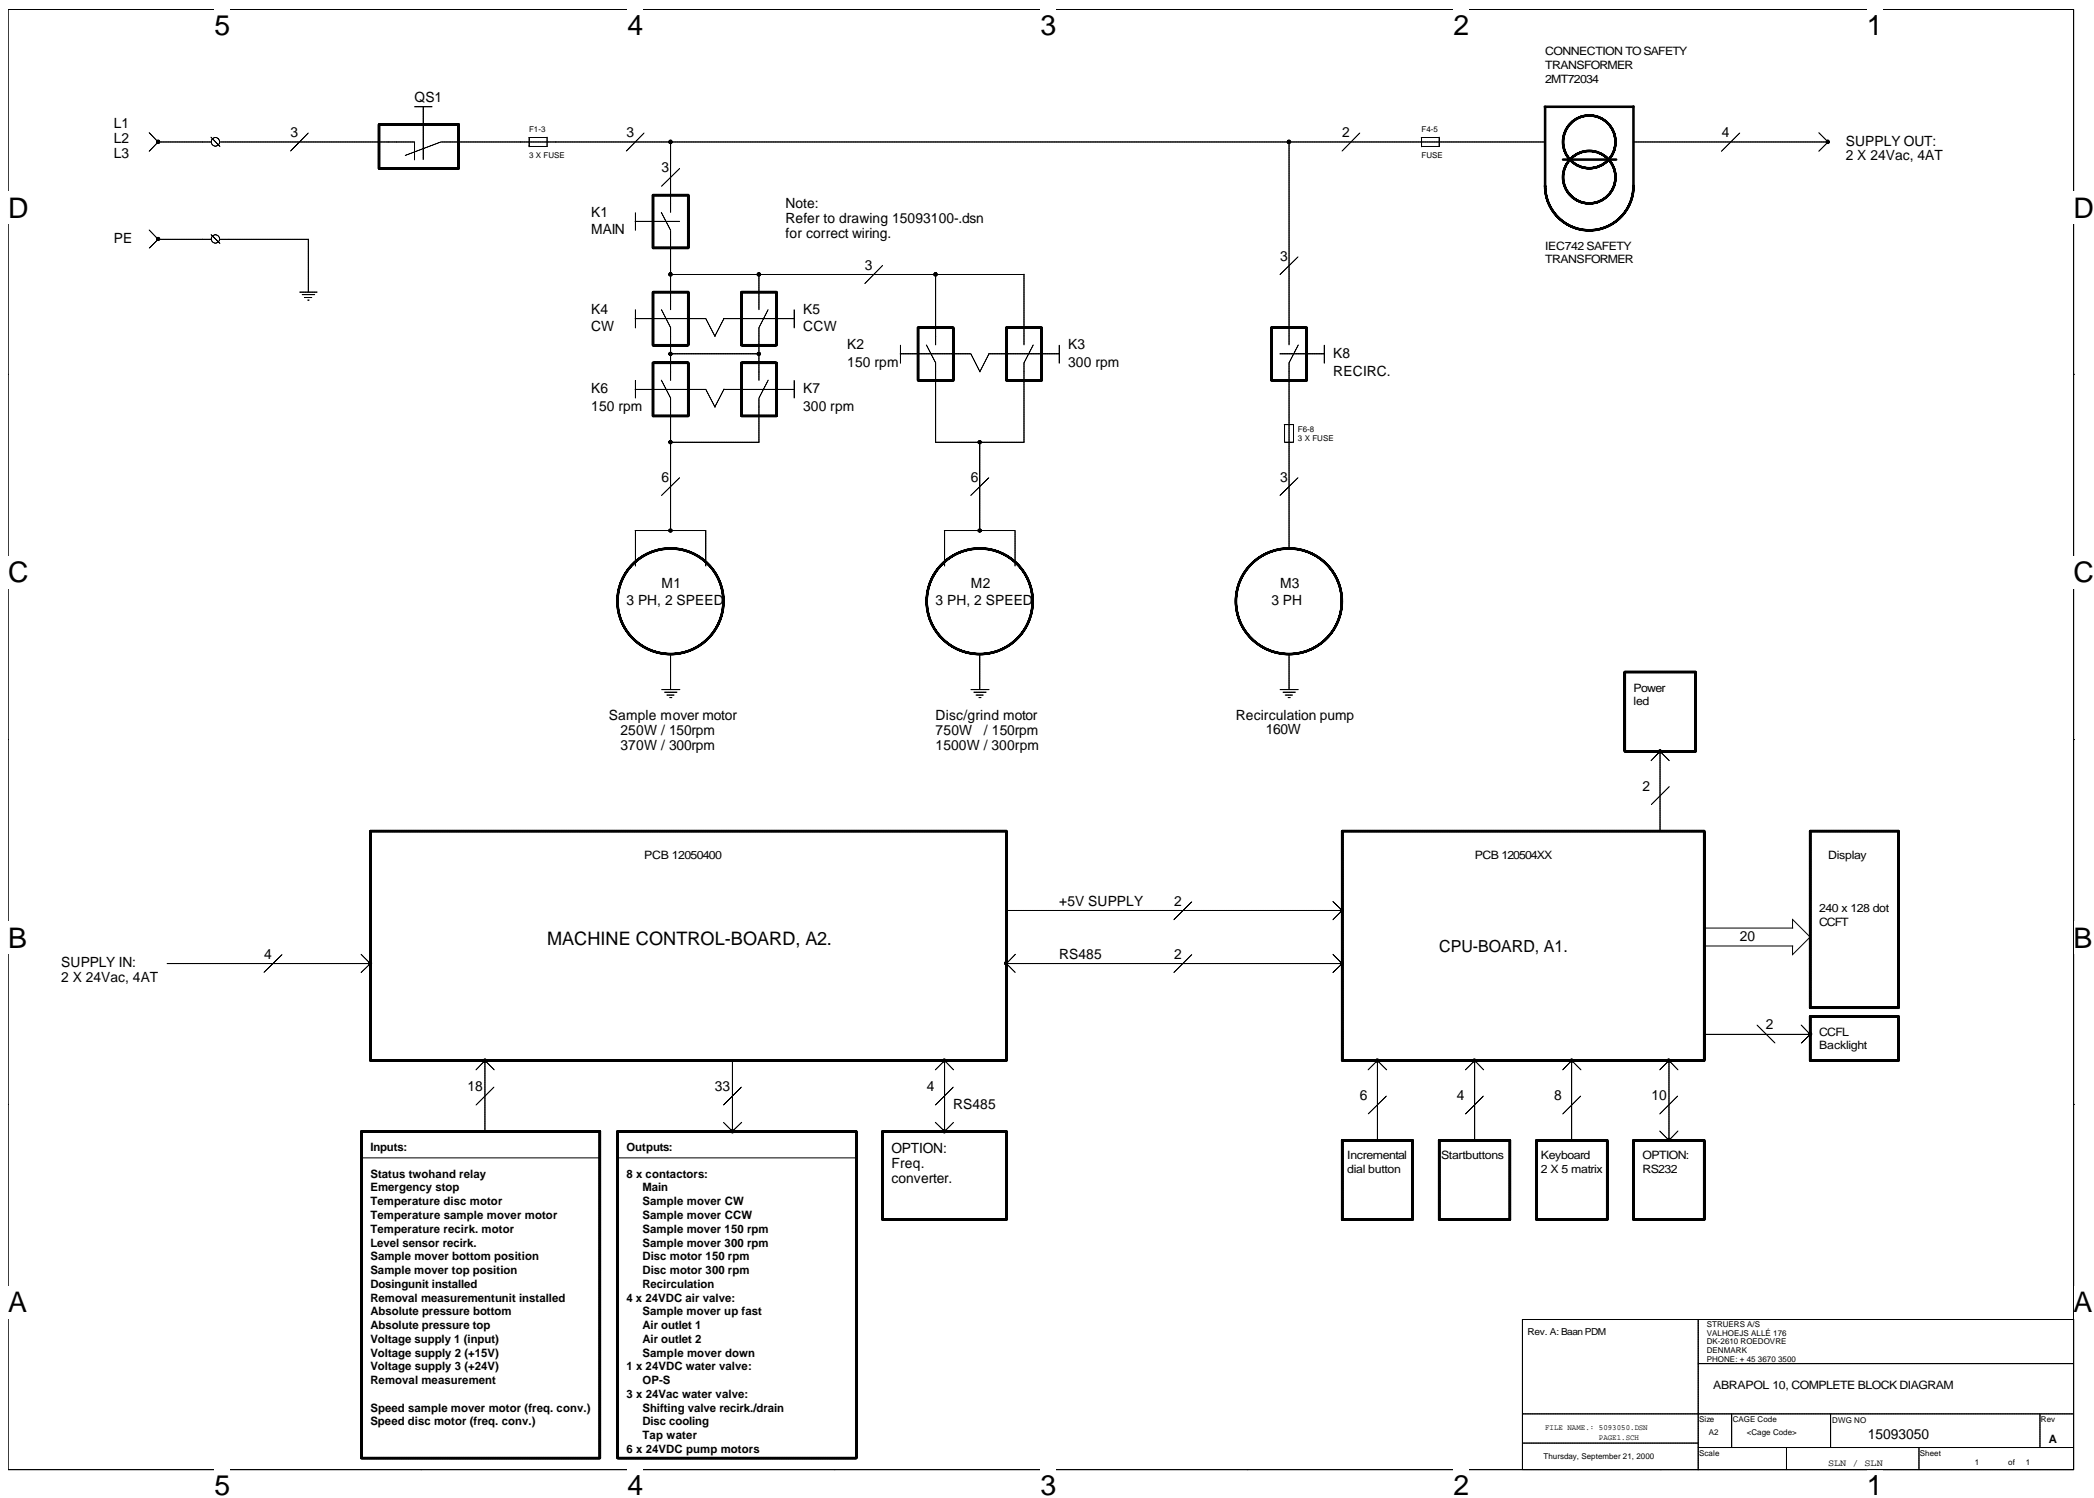 5 4 3 2 1
CONNECTION TO SAFETY
TRANSFORMER
2MT72034
QS1
L1
L2
L3
3
F1-3
3 X FUSE
3
2
F4-5
FUSE
4
SUPPLY OUT:
2 X 24Vac, 4AT
3
D
D
K1
MAIN
Note:
Refer to drawing 15093100-.dsn
for correct wiring.
PE
IEC742 SAFETY
TRANSFORMER
3
3
K4
CW
K5
CCW
K2
150 rpm
K3
300 rpm
K8
RECIRC.
K6
150 rpm
K7
300 rpm
F6-8
3 X FUSE
6
6
3
C
C
M1
3 PH, 2 SPEED
M2
3 PH, 2 SPEED
M3
3 PH
Sample mover motor
250W / 150rpm
370W / 300rpm
Disc/grind motor
750W / 150rpm
1500W / 300rpm
Recirculation pump
160W
Power
led
2
PCB 12050400
MACHINE CONTROL-BOARD, A2.
+5V SUPPLY 2
RS485 2
PCB 120504XX
CPU-BOARD, A1.
Display
240 x 128 dot
CCFT
20
B
B
SUPPLY IN:
2 X 24Vac, 4AT
4
2
CCFL
Backlight
18
33
4
RS485
6
4
8
10
Inputs:
Status twohand relay
Emergency stop
Temperature disc motor
Temperature sample mover motor
Temperature recirk. motor
Level sensor recirk.
Sample mover bottom position
Sample mover top position
Dosingunit installed
Removal measurementunit installed
Absolute pressure bottom
Absolute pressure top
Voltage supply 1 (input)
Voltage supply 2 (+15V)
Voltage supply 3 (+24V)
Removal measurement
Speed sample mover motor (freq. conv.)
Speed disc motor (freq. conv.)
Outputs:
8 x contactors:
Main
Sample mover CW
Sample mover CCW
Sample mover 150 rpm
Sample mover 300 rpm
Disc motor 150 rpm
Disc motor 300 rpm
Recirculation
4 x 24VDC air valve:
Sample mover up fast
Air outlet 1
Air outlet 2
Sample mover down
1 x 24VDC water valve:
OP-S
3 x 24Vac water valve:
Shifting valve recirk./drain
Disc cooling
Tap water
6 x 24VDC pump motors
OPTION:
Freq.
converter.
Incremental
dial button
Startbuttons
Keyboard
2 X 5 matrix
OPTION:
RS232
A
A
Rev. A: Baan PDM
STRUERS A/S
VALHOEJS ALLÉ 176
DK-2610 ROEDOVRE
DENMARK
PHONE: + 45 3670 3500
ABRAPOL 10, COMPLETE BLOCK DIAGRAM
FILE NAME.: 5093050.DSN
PAGE1.SCH
Size
A2
CAGE Code
<Cage Code>
DWG NO
15093050
Rev
A
Thursday, September 21, 2000
Scale
SLN / SLN
Sheet
1 of 1
5 4 3 2 1